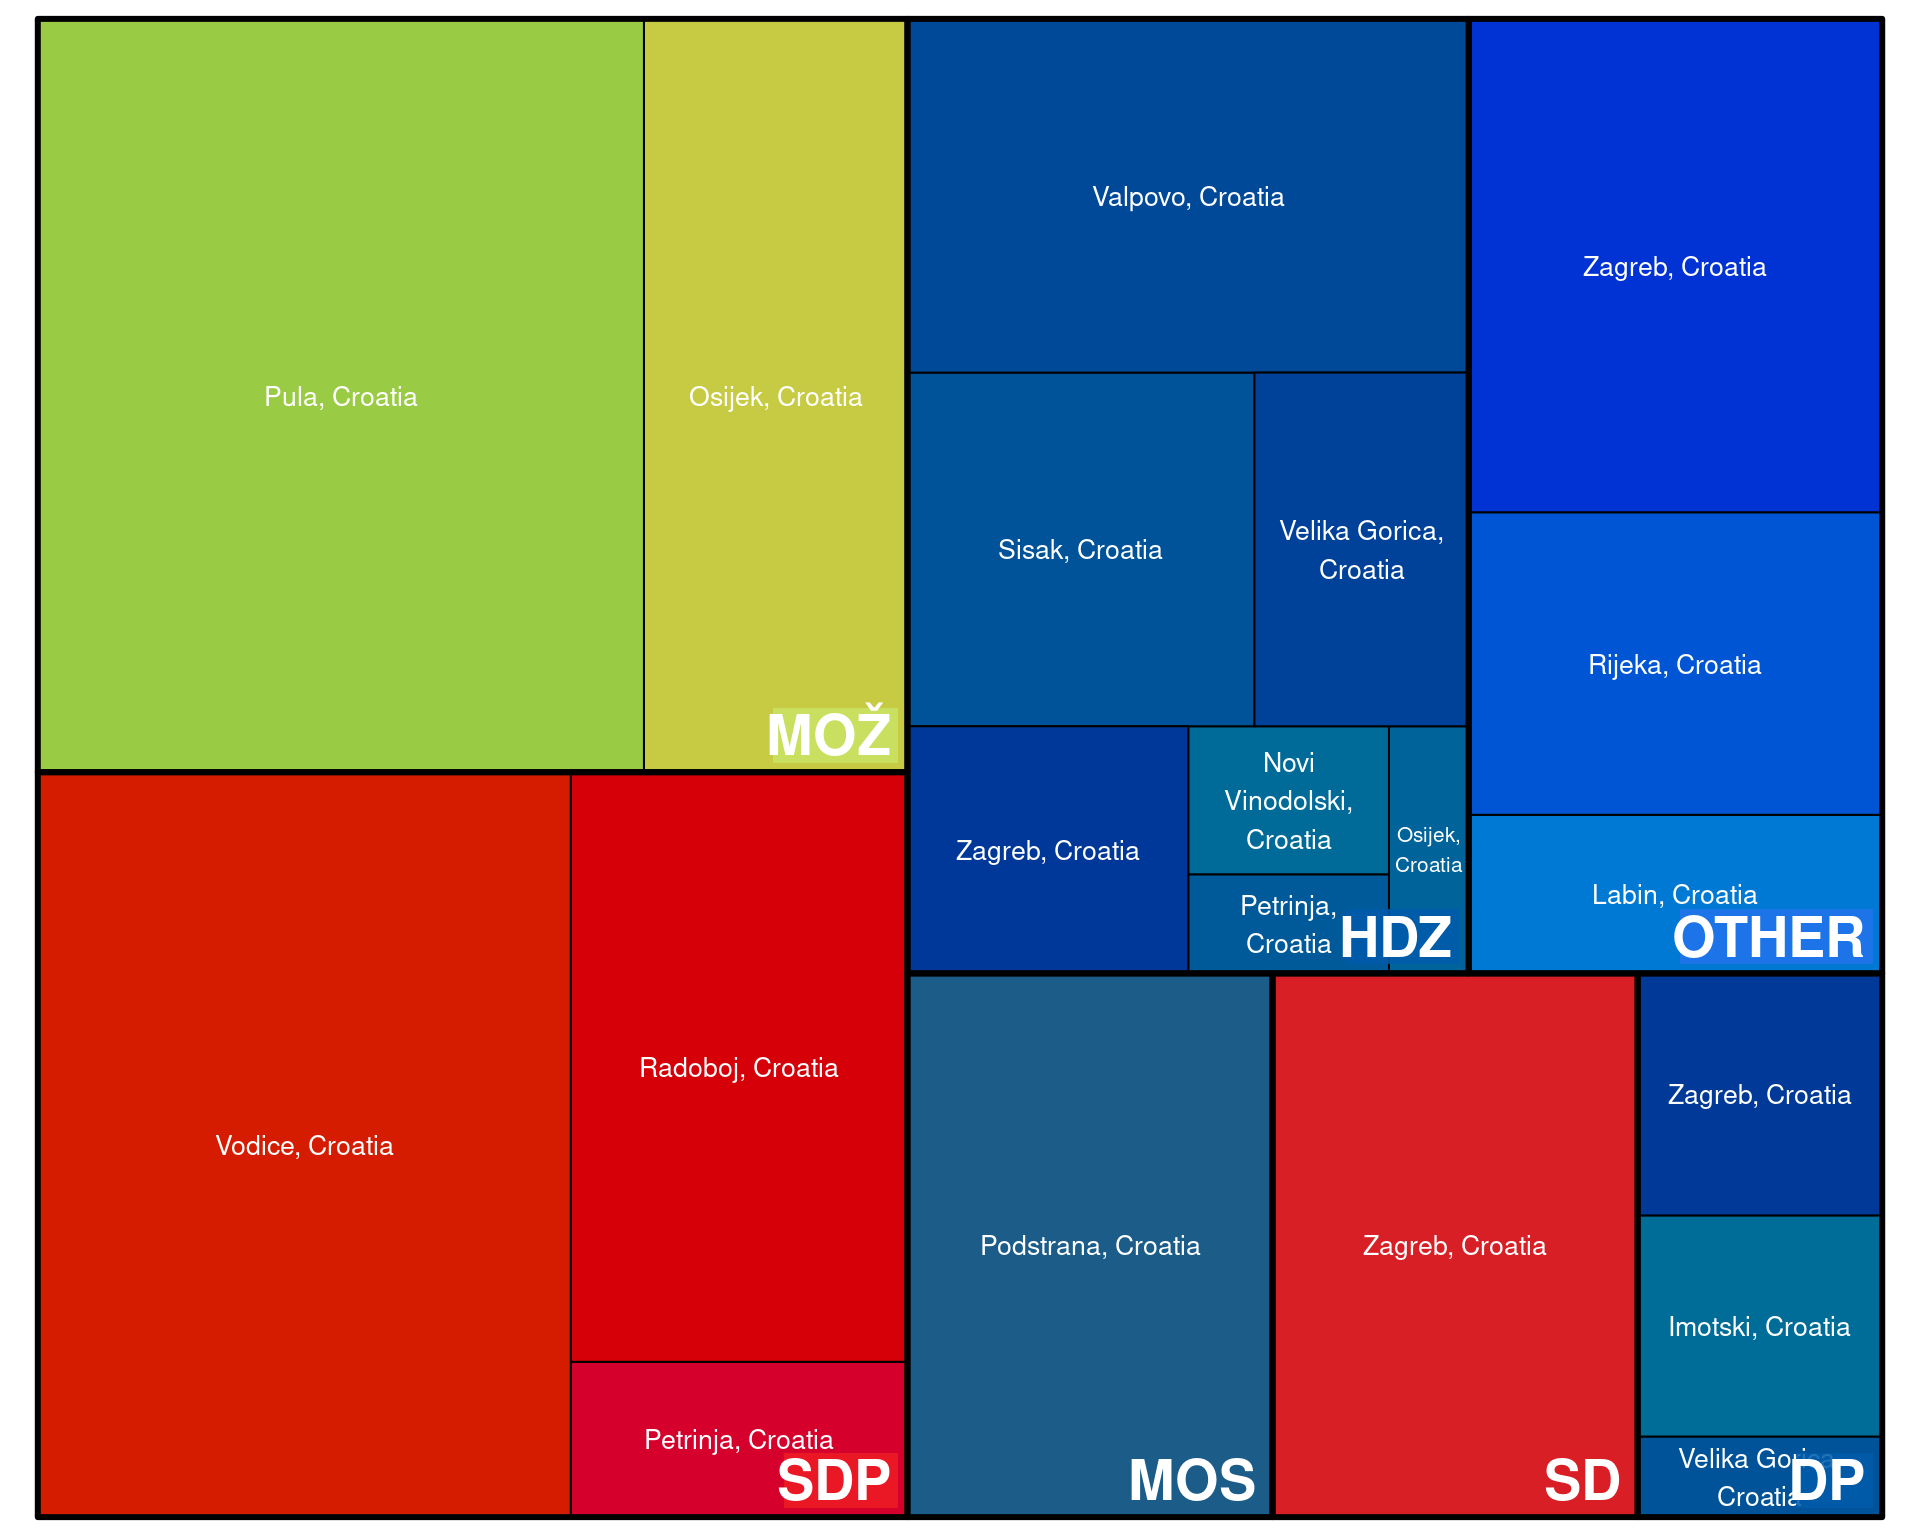 Pula, Croatia
Osijek, Croatia
MOŽ
Vodice, Croatia
Radoboj, Croatia
Petrinja, Croatia
SDP
Valpovo, Croatia
Sisak, Croatia
Velika Gorica,
Croatia
Zagreb, Croatia
Novi
Vinodolski,
Croatia
Petrinja,
Croatia
Osijek,
Croatia
HDZ
Zagreb, Croatia
Rijeka, Croatia
Labin, Croatia
OTHER
Podstrana, Croatia
MOS
Zagreb, Croatia
SD
Zagreb, Croatia
Imotski, Croatia
Velika Gorica,
Croatia
DP